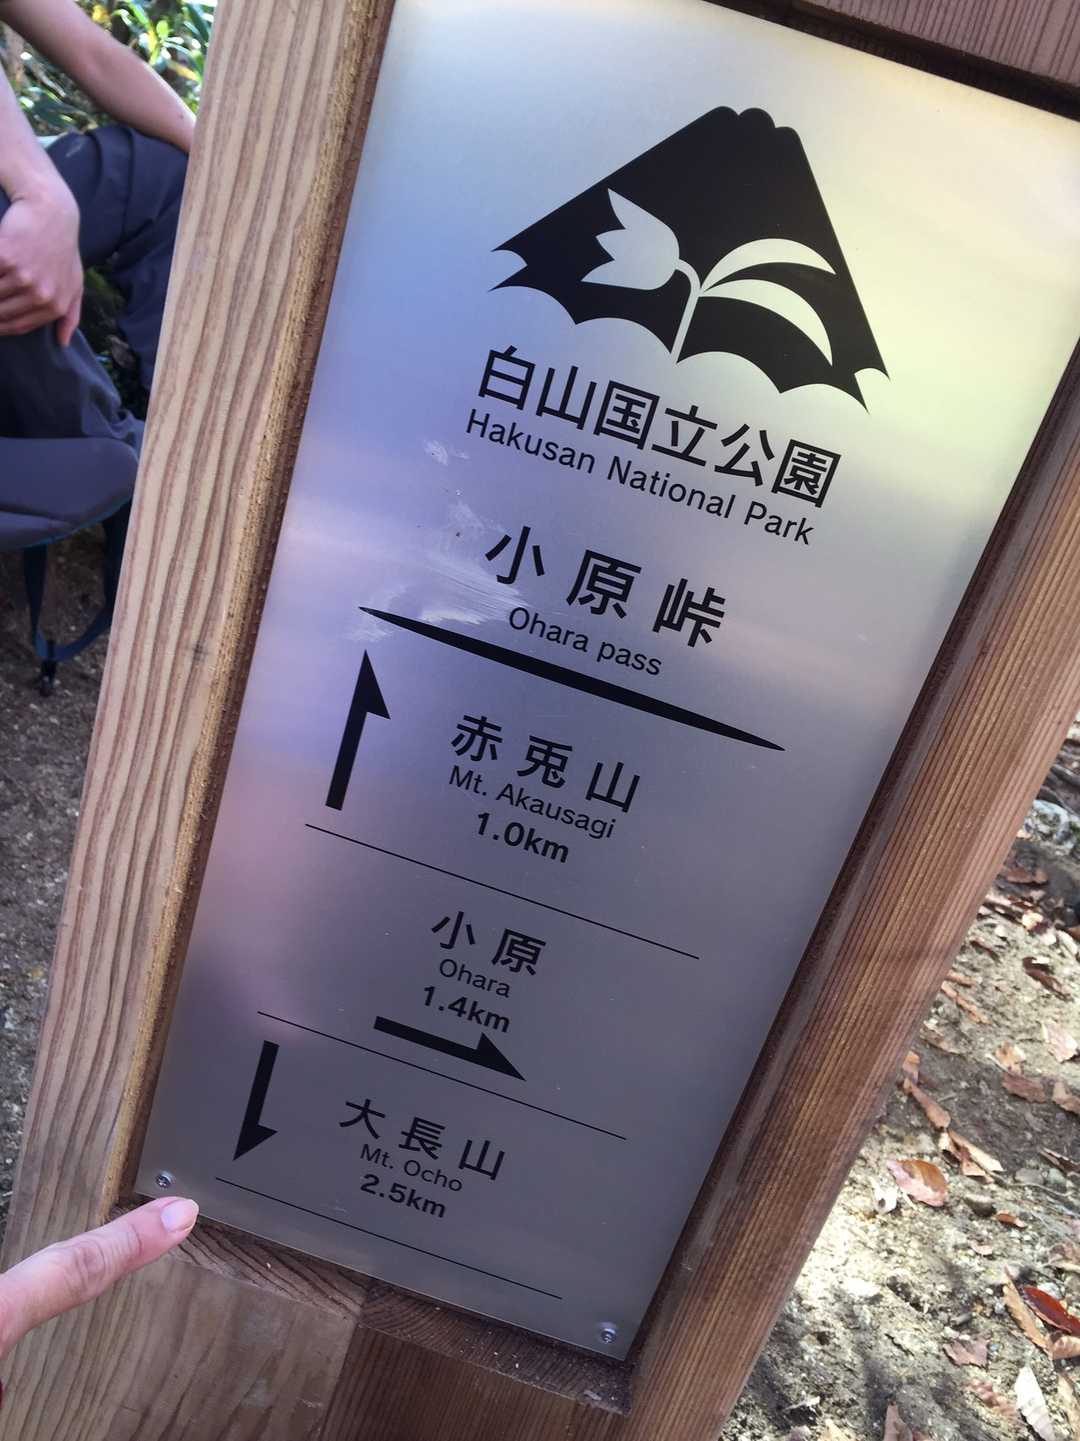 白山国立公園
Hakusan National Park
小原峠
Ohara pass
赤兎山
Mt. Akausagi
1.0km
小原
Ohara
1.4km
大長山
Mt. Ocho
2.5km